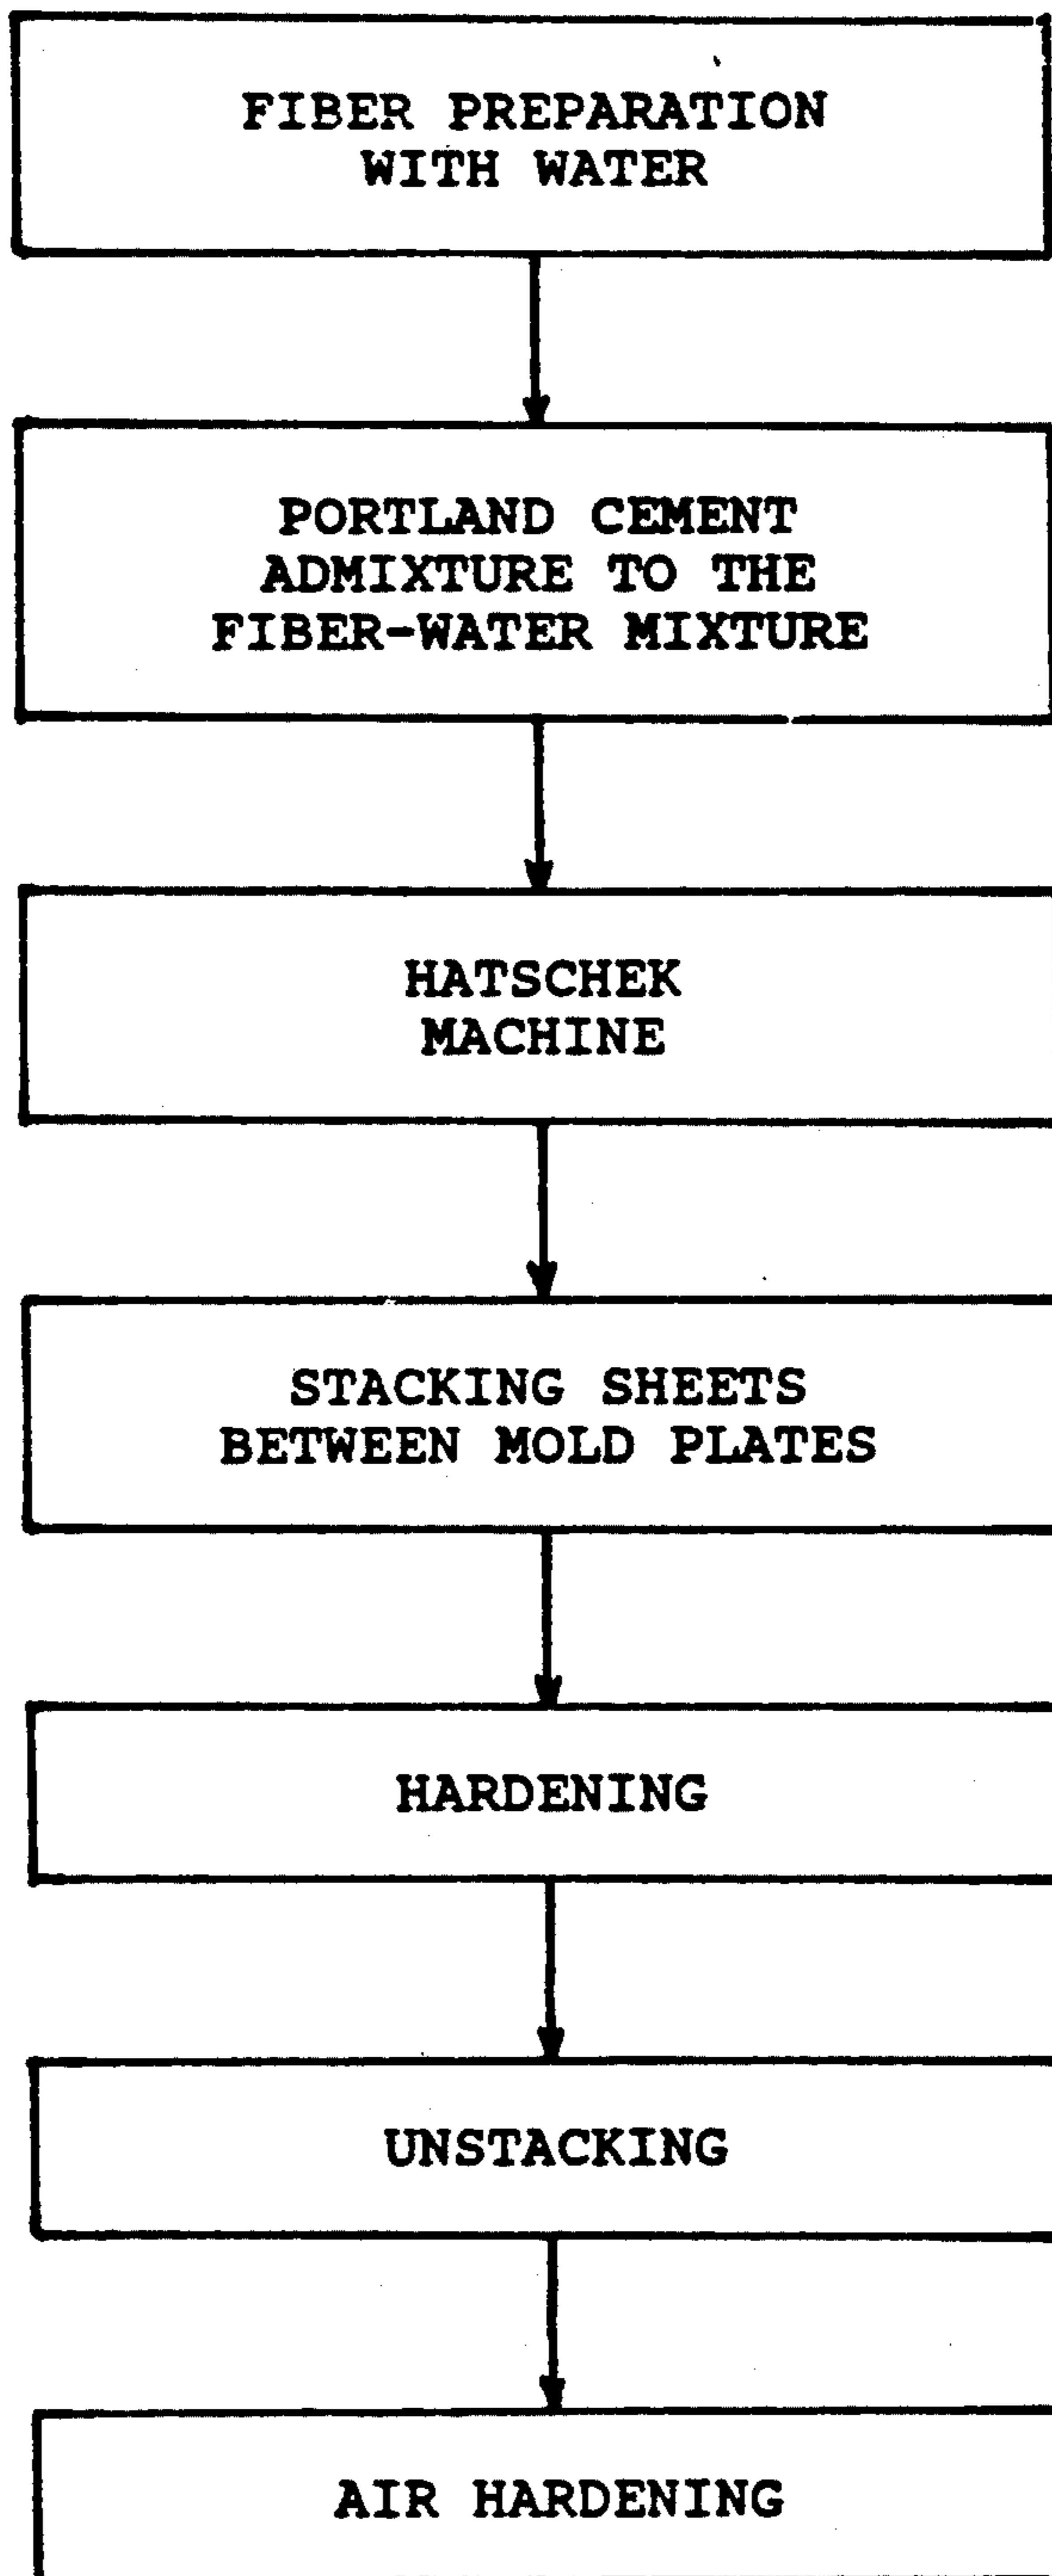 FIBER PREPARATION
WITH WATER
PORTLAND CEMENT
ADMIXTURE TO THE
FIBER-WATER MIXTURE
HATSCHEK
MACHINE
STACKING SHEETS
BETWEEN MOLD PLATES
HARDENING
UNSTACKING
AIR HARDENING